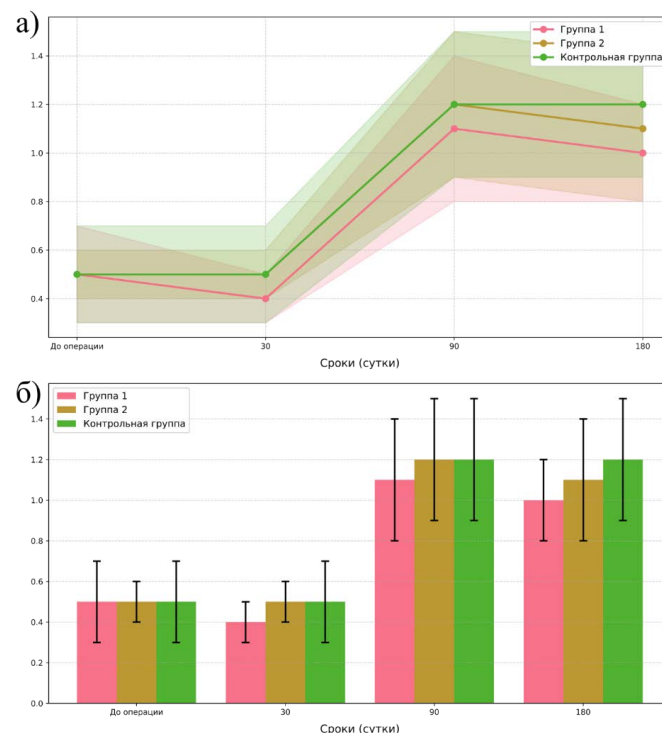 а)
Группа 1
Группа 2
Контрольная группа
1.4
1.2
1.0
0.8
0.6
0.4
До операции 30 90 180
Сроки (сутки)
б)
Группа 1
Группа 2
Контрольная группа
1.4
1.2
1.0
0.8
0.6
0.4
0.2
0.0
До операции 30 90 180
Сроки (сутки)